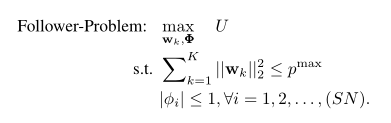 Follower-Problem: max U
w_k,Φ
s.t. ∑_{k=1}^{K} ||w_k||_2^2 ≤ p^max
|ϕ_i| ≤ 1, ∀i = 1, 2, . . . , (SN).